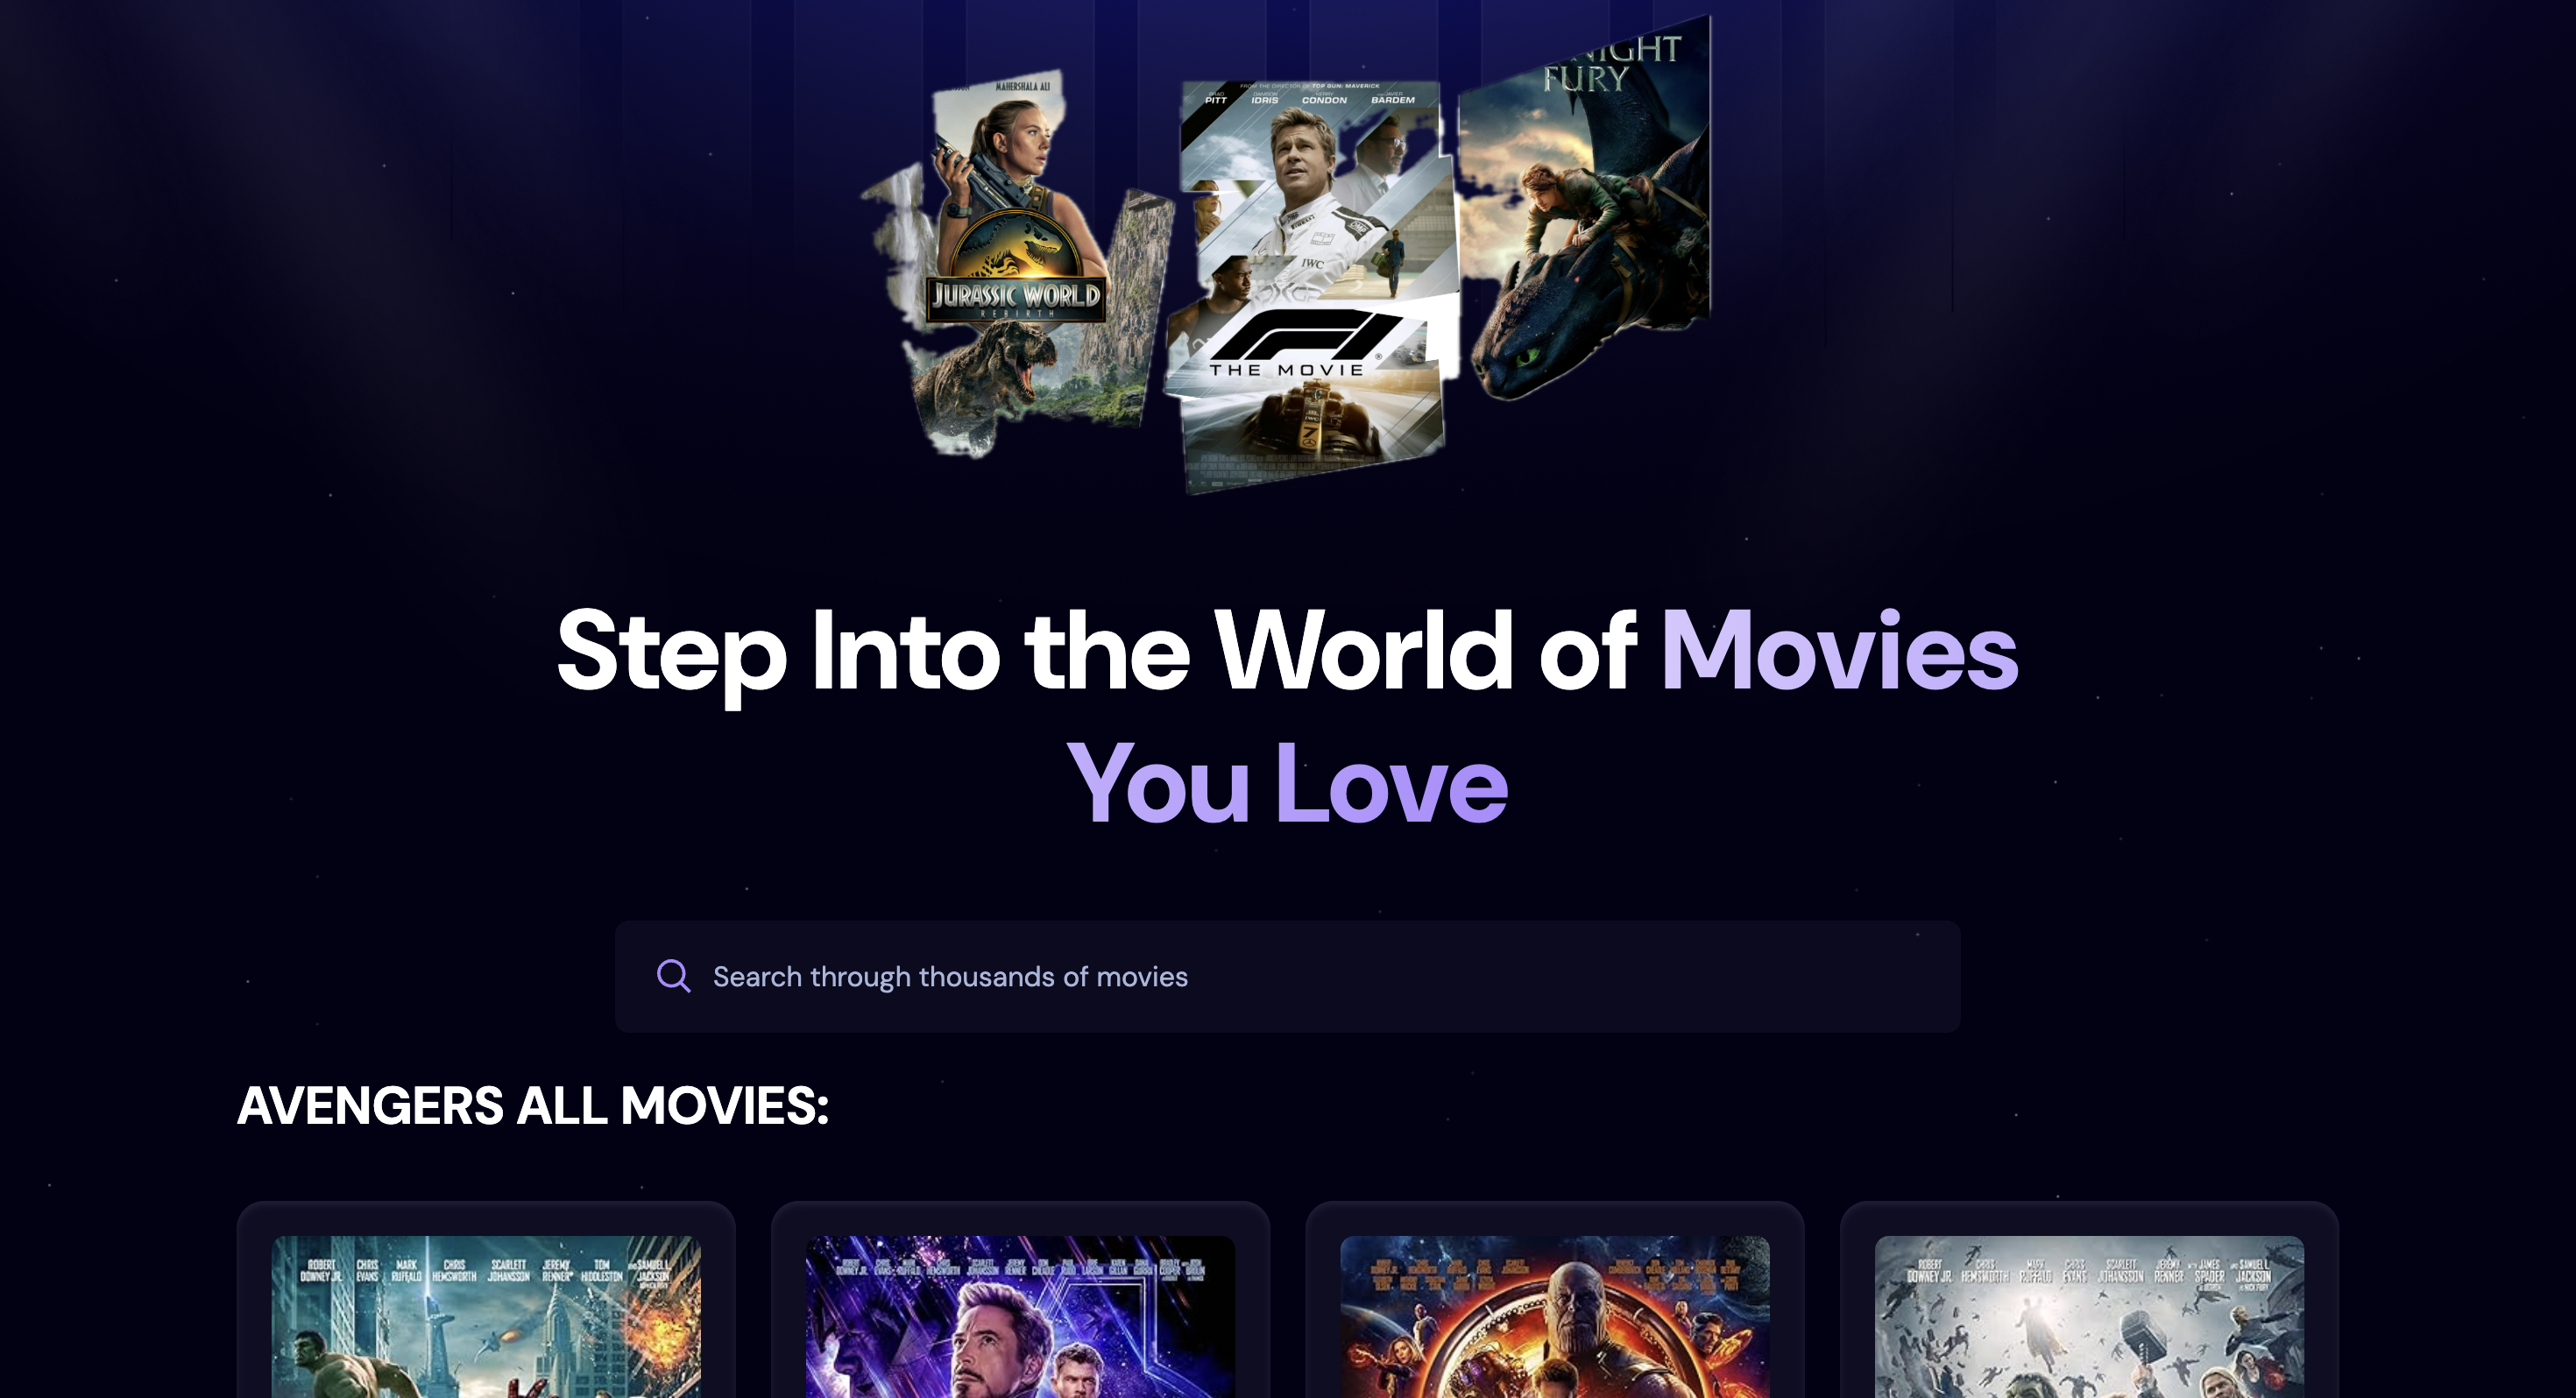 MAHERSHALA ALI
JURASSIC WORLD
REBIRTH
FROM THE DIRECTOR OF TOP GUN: MAVERICK
BRAD PITT
DAMSON IDRIS
KERRY CONDON
JAVIER BARDEM
IWC
F1
THE MOVIE
NIGHT
FURY
Step Into the World of Movies
You Love
Search through thousands of movies
AVENGERS ALL MOVIES:
ROBERT DOWNEY JR.
CHRIS EVANS
MARK RUFFALO
CHRIS HEMSWORTH
SCARLETT JOHANSSON
JEREMY RENNER
TOM HIDDLESTON
AND SAMUEL L. JACKSON
ROBERT DOWNEY JR.
CHRIS HEMSWORTH
MARK RUFFALO
CHRIS EVANS
SCARLETT JOHANSSON
JEREMY RENNER
WITH JAMES SPADER
AND SAMUEL L. JACKSON